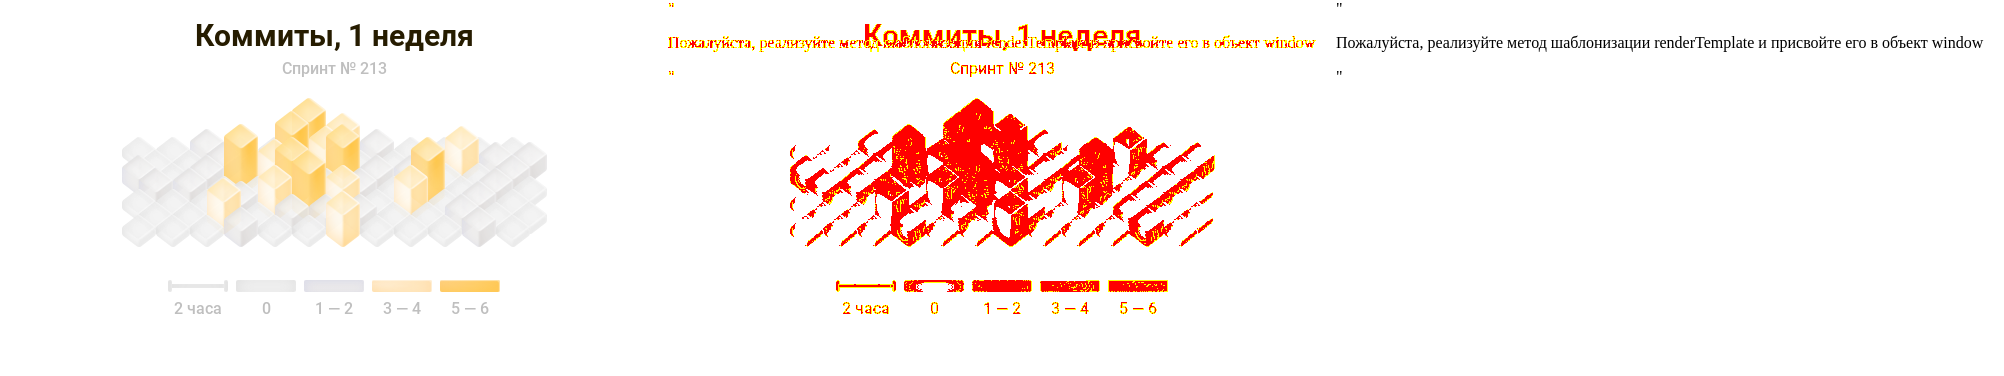 Коммиты, 1 неделя
Спринт № 213
2 часа
0
1 — 2
3 — 4
5 — 6
"
Пожалуйста, реализуйте метод шаблонизации renderTemplate и присвойте его в объект window
Коммиты, 1 неделя
Спринт № 213
"
2 часа
0
1 — 2
3 — 4
5 — 6
"
Пожалуйста, реализуйте метод шаблонизации renderTemplate и присвойте его в объект window
"